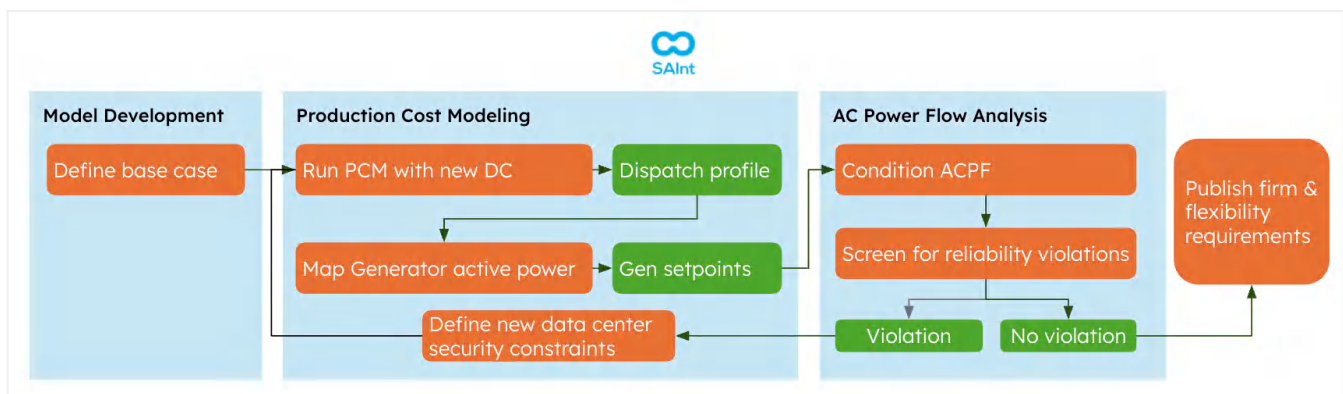 SAInt
Model Development
Define base case
Production Cost Modeling
Run PCM with new DC
Dispatch profile
Map Generator active power
Gen setpoints
Define new data center
security constraints
AC Power Flow Analysis
Condition ACPF
Screen for reliability violations
Violation
No violation
Publish firm &
flexibility
requirements